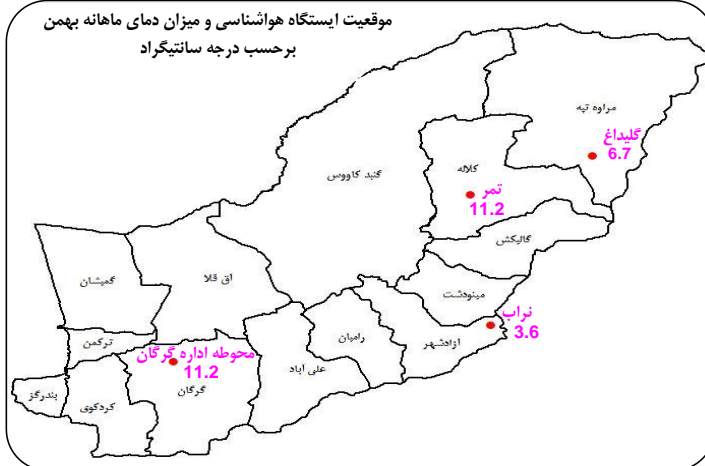 موقعیت ایستگاه هواشناسی و میزان دمای ماهانه بهمن
برحسب درجه سانتیگراد
مراوه تپه
گلیداغ
6.7
کلاله
گنبد کاووس
تمر
11.2
گالیکش
گمیشان
اق قلا
مینودشت
نراب
3.6
ترکمن
رامیان
ازادشهر
محوطه اداره گرگان
11.2
علی آباد
بندرگز
کردکوی
گرگان